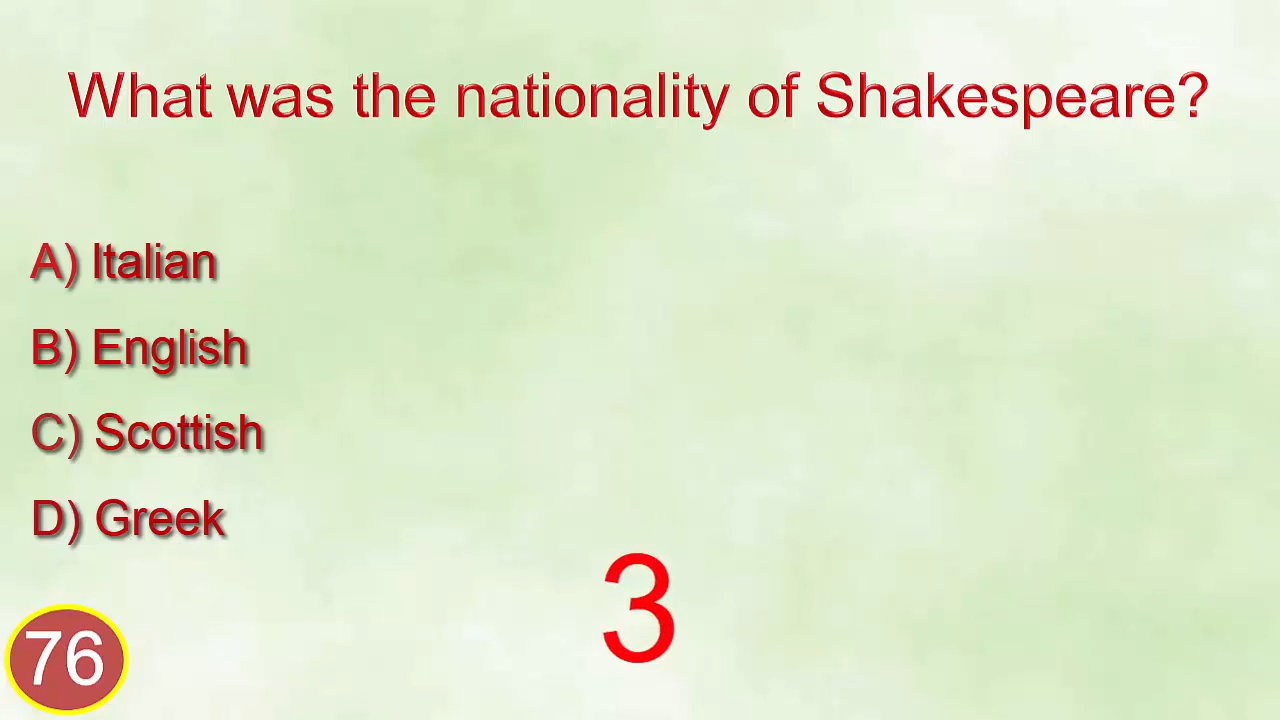 What was the nationality of Shakespeare?
A) Italian
B) English
C) Scottish
D) Greek
3
76